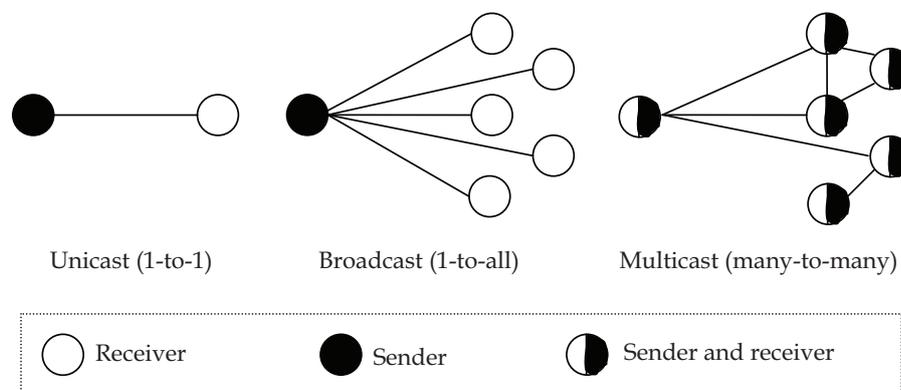 Unicast (1-to-1)
Broadcast (1-to-all)
Multicast (many-to-many)
Receiver
Sender
Sender and receiver